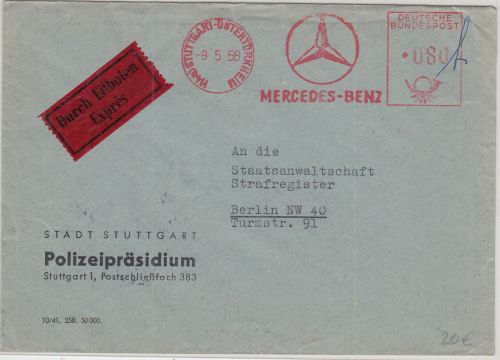 STUTTGART-UNTERTÜRKHEIM
-9.5.58
MERCEDES-BENZ
DEUTSCHE
BUNDESPOST
080
Durch Eilboten
Exprès
An die
Staatsanwaltschaft
Strafregister
Berlin NW 40
Turmstr. 91
STADT STUTTGART
Polizeipräsidium
Stuttgart 1, Postschließfach 383
10/41. 258. 50000.
20€